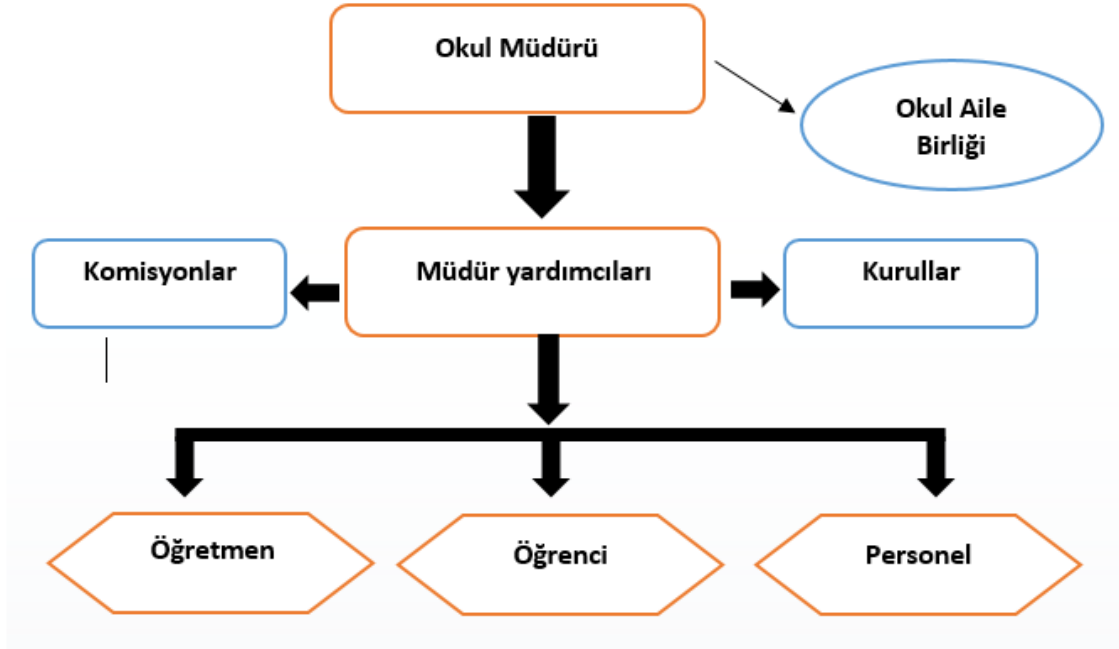 Okul Müdürü
Okul Aile
Birliği
Komisyonlar
Müdür yardımcıları
Kurullar
Öğretmen
Öğrenci
Personel